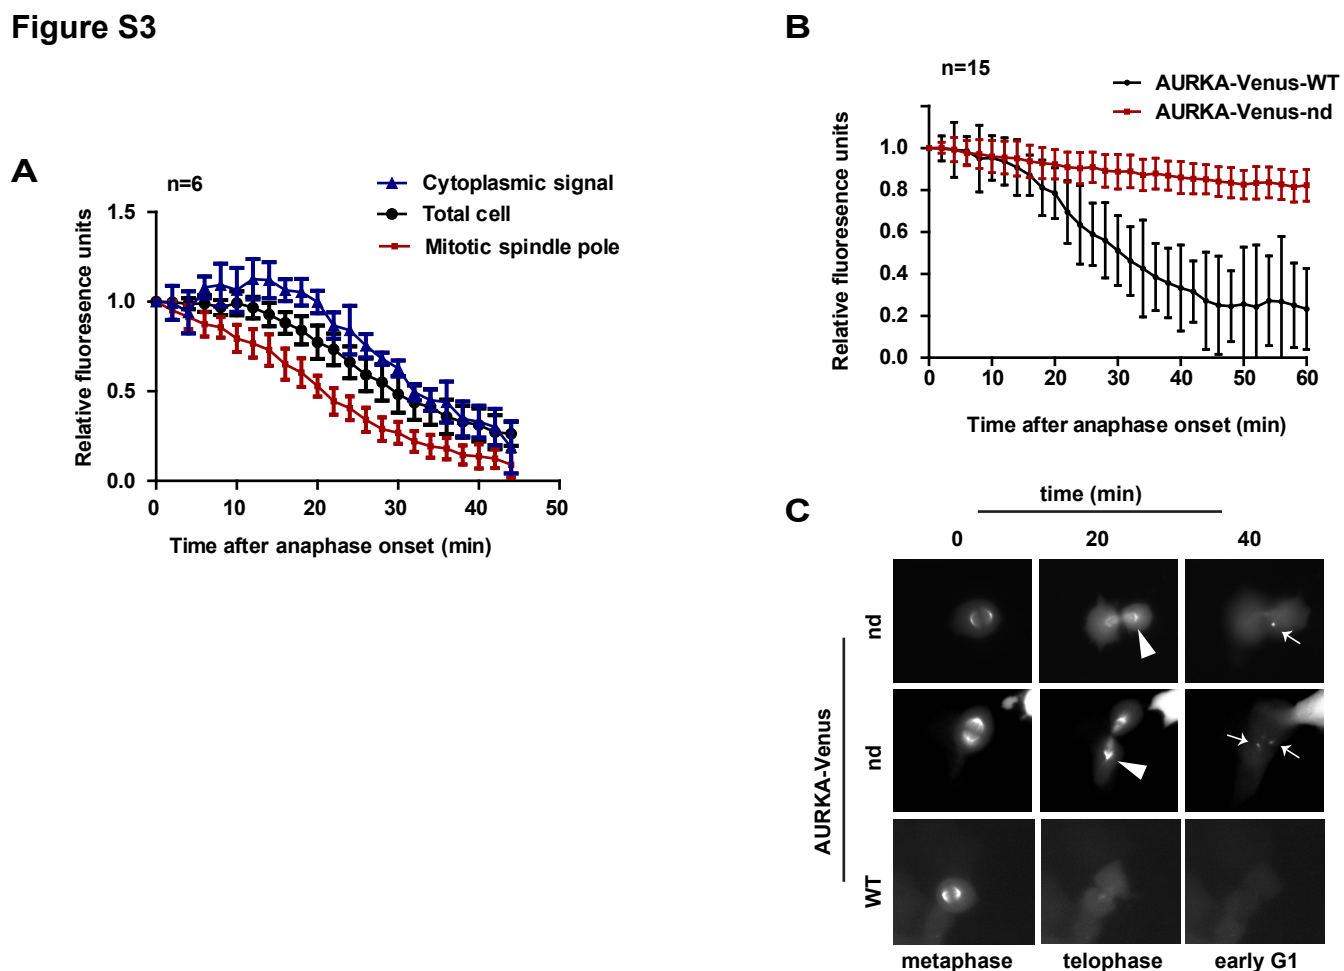 Figure S3
A
n=6
Cytoplasmic signal
Total cell
Mitotic spindle pole
Relative fluorescence units
1.5
1.0
0.5
0.0
0 10 20 30 40 50
Time after anaphase onset (min)
B
n=15
AURKA-Venus-WT
AURKA-Venus-nd
Relative fluorescence units
1.0
0.8
0.6
0.4
0.2
0.0
0 10 20 30 40 50 60
Time after anaphase onset (min)
C
time (min)
0 20 40
AURKA-Venus
nd
nd
WT
metaphase telophase early G1